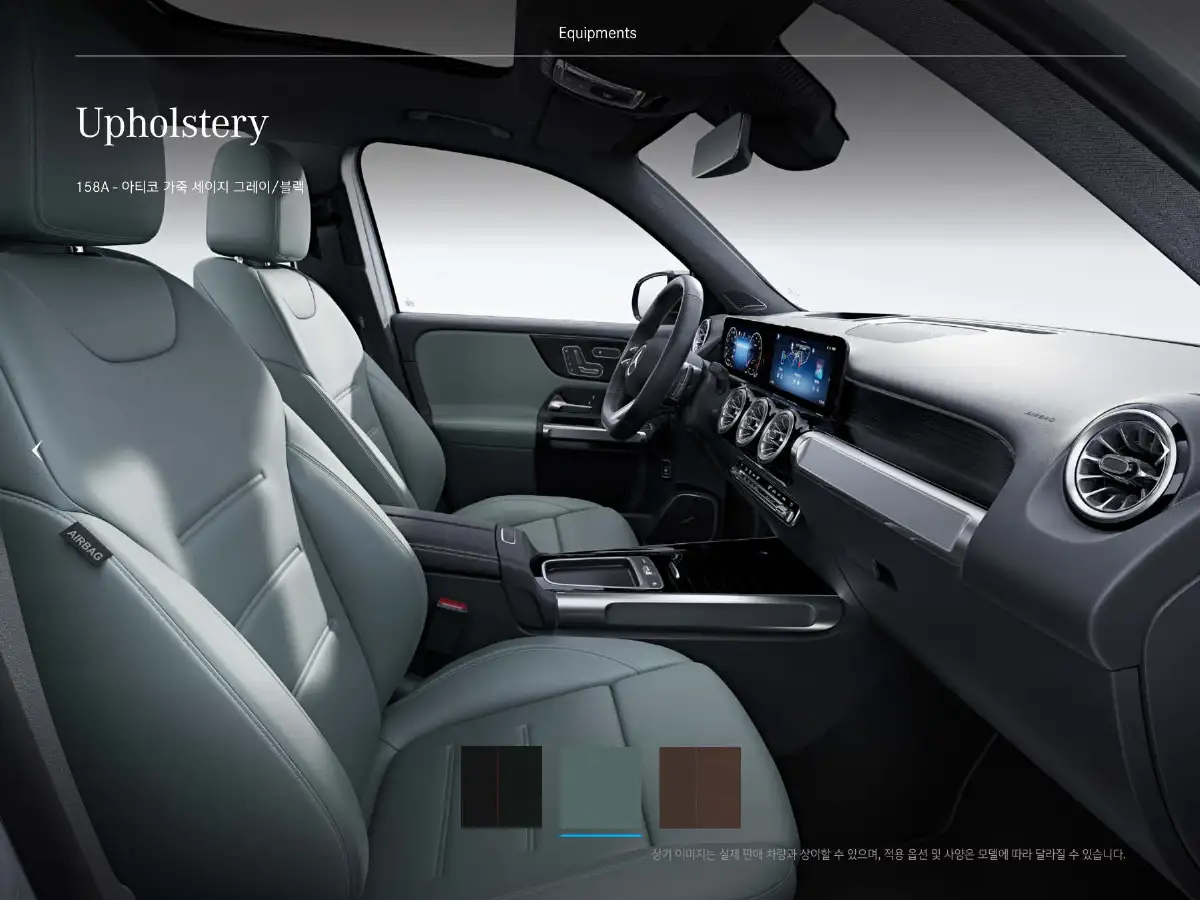 Equipments
Upholstery
158A - 아티코 가죽 세이지 그레이/블랙
AIRBAG
AIRBAG
상기 이미지는 실제 판매 차량과 상이할 수 있으며, 적용 옵션 및 사양은 모델에 따라 달라질 수 있습니다.